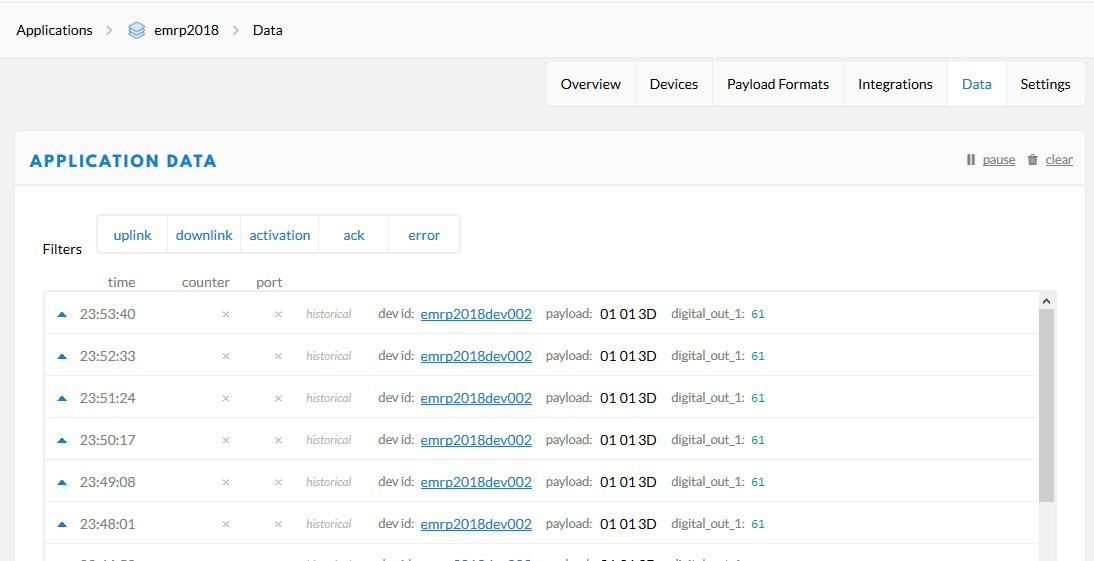 Applications > emrp2018 > Data
Overview Devices Payload Formats Integrations Data Settings
APPLICATION DATA pause clear
Filters uplink downlink activation ack error
time counter port
23:53:40 × × historical dev id: emrp2018dev002 payload: 01 01 3D digital_out_1: 61
23:52:33 × × historical dev id: emrp2018dev002 payload: 01 01 3D digital_out_1: 61
23:51:24 × × historical dev id: emrp2018dev002 payload: 01 01 3D digital_out_1: 61
23:50:17 × × historical dev id: emrp2018dev002 payload: 01 01 3D digital_out_1: 61
23:49:08 × × historical dev id: emrp2018dev002 payload: 01 01 3D digital_out_1: 61
23:48:01 × × historical dev id: emrp2018dev002 payload: 01 01 3D digital_out_1: 61